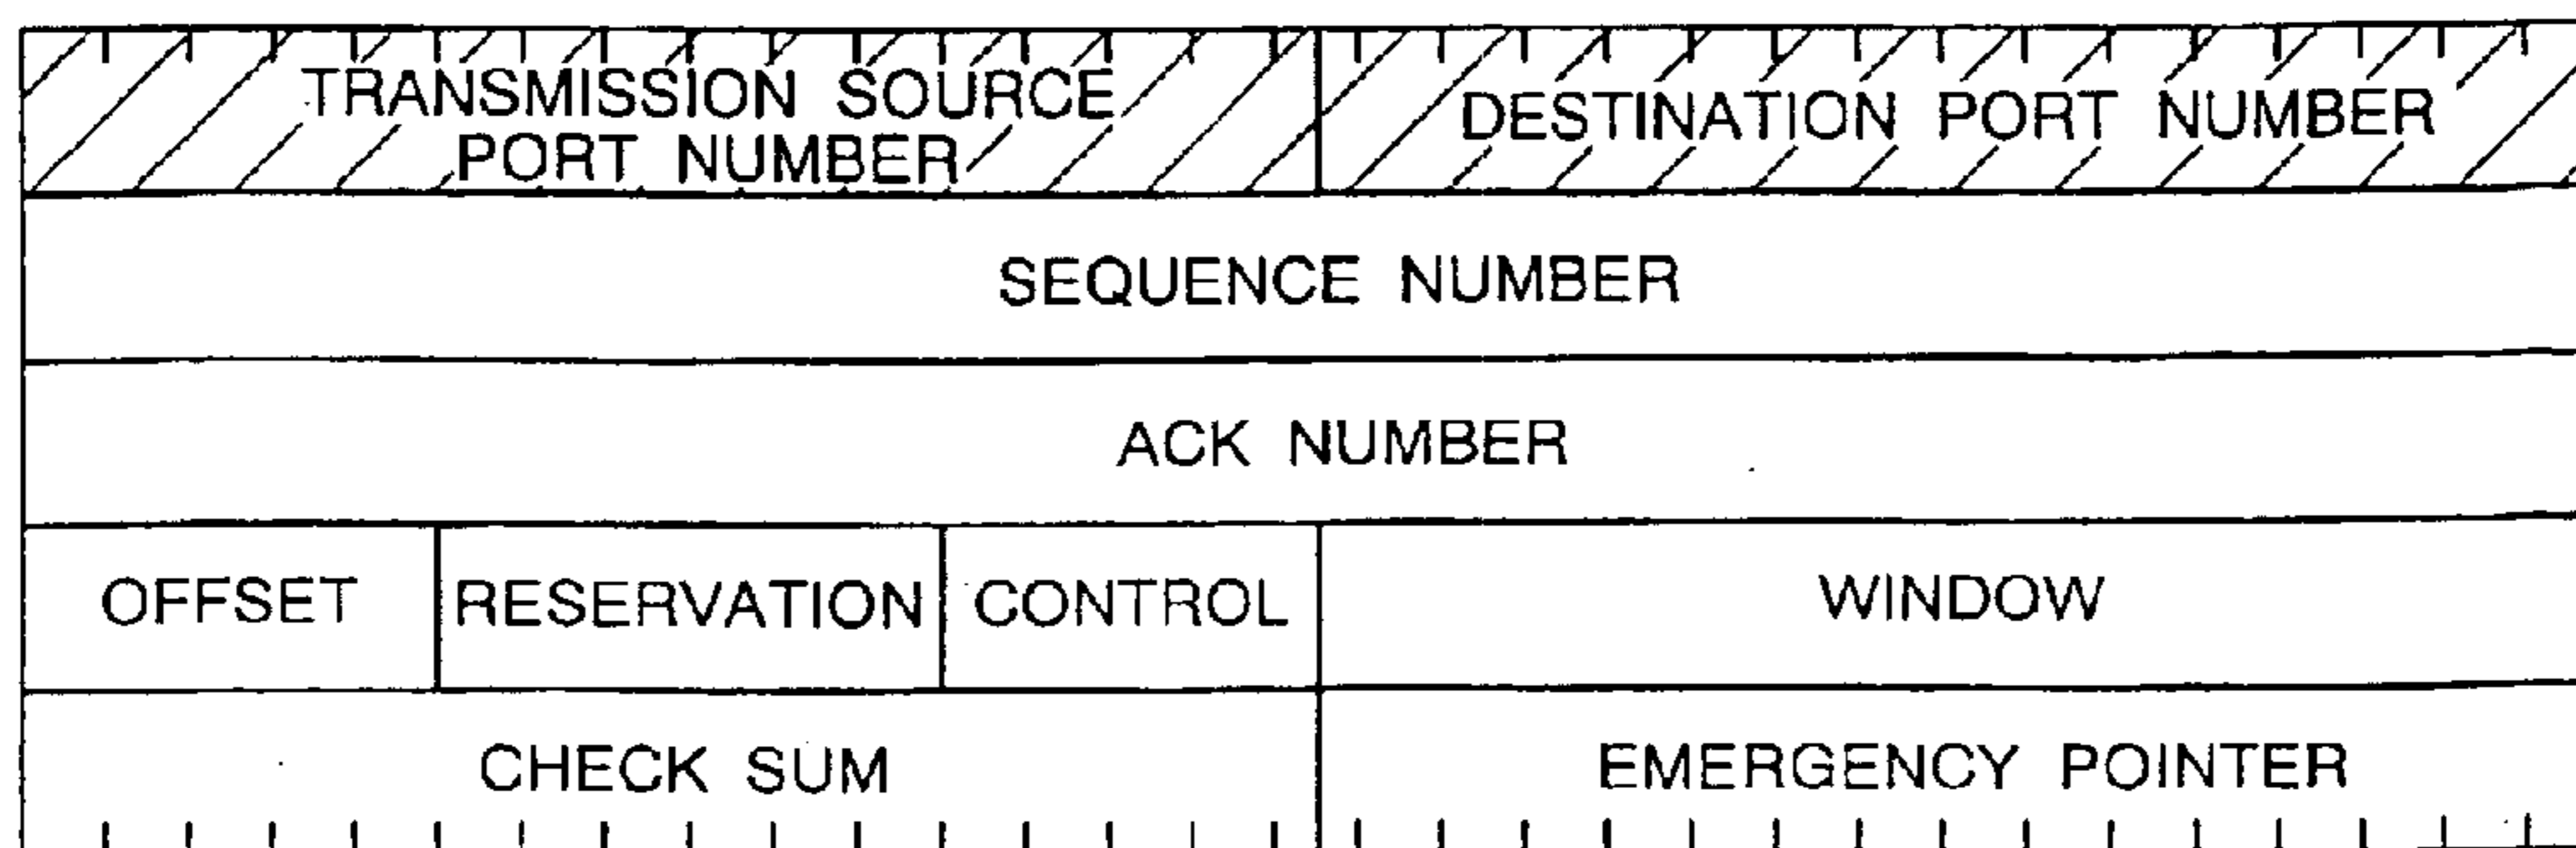 TRANSMISSION SOURCE
PORT NUMBER
DESTINATION PORT NUMBER
SEQUENCE NUMBER
ACK NUMBER
OFFSET
RESERVATION
CONTROL
WINDOW
CHECK SUM
EMERGENCY POINTER